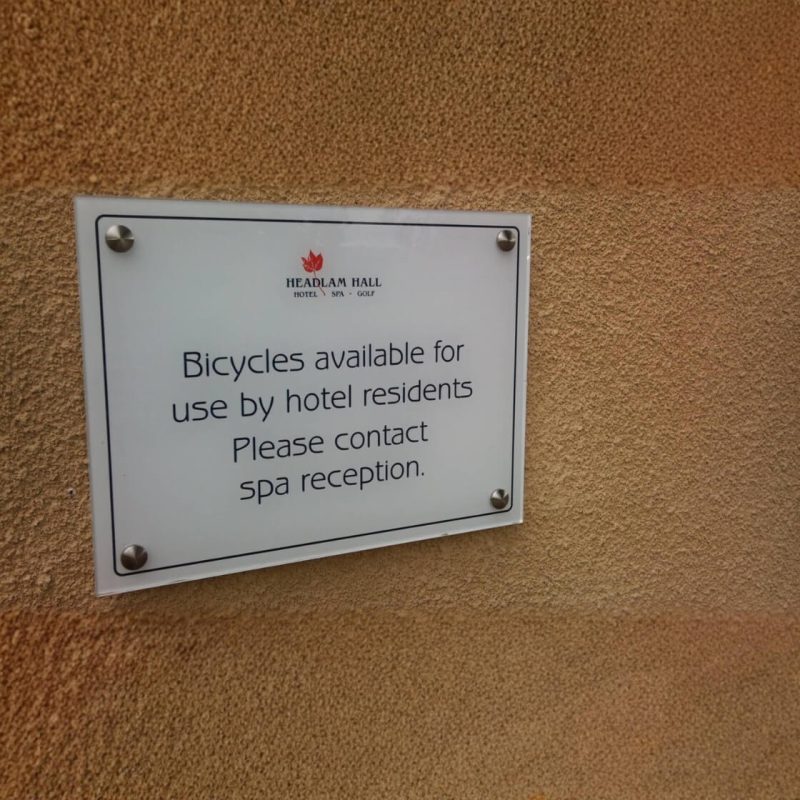 HEADLAM HALL
HOTEL SPA - GOLF
Bicycles available for
use by hotel residents
Please contact
spa reception.